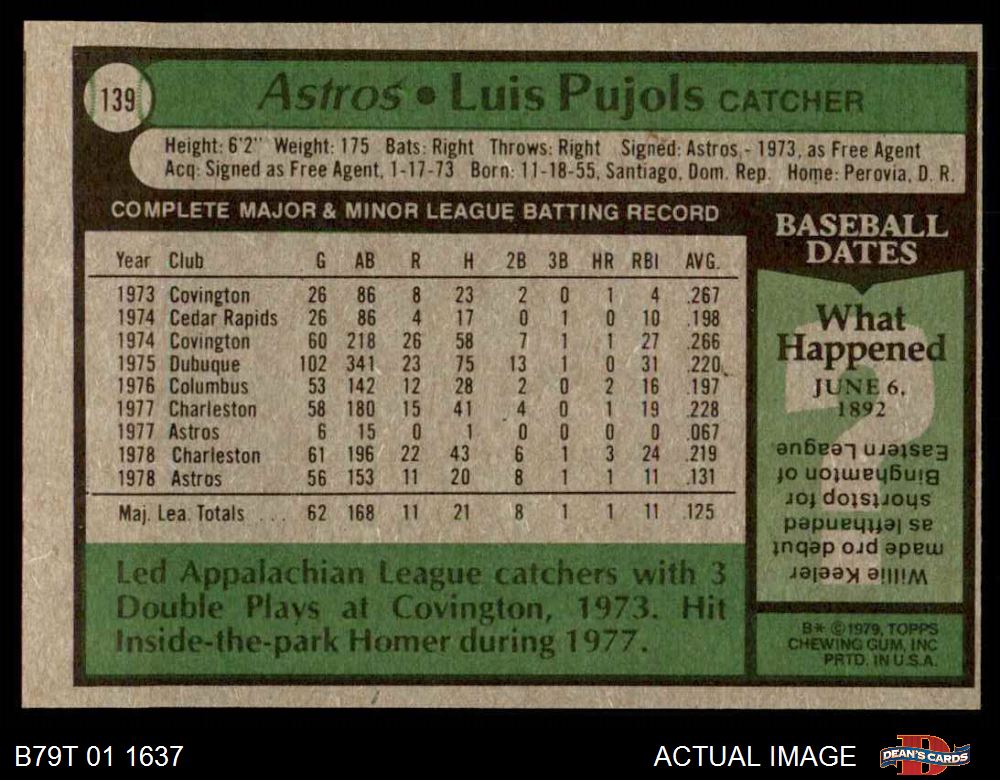 139
Astros • Luis Pujols CATCHER
Height: 6'2" Weight: 175 Bats: Right Throws: Right Signed: Astros - 1973, as Free Agent
Acq: Signed as Free Agent, 1-17-73 Born: 11-18-55, Santiago, Dom. Rep. Home: Perovia, D. R.
COMPLETE MAJOR & MINOR LEAGUE BATTING RECORD
Year Club G AB R H 2B 3B HR RBI AVG.
1973 Covington 26 86 8 23 2 0 1 4 .267
1974 Cedar Rapids 26 86 4 17 0 1 0 10 .198
1974 Covington 60 218 26 58 7 1 1 27 .266
1975 Dubuque 102 341 23 75 13 1 0 31 .220
1976 Columbus 53 142 12 28 2 0 2 16 .197
1977 Charleston 58 180 15 41 4 0 1 19 .228
1977 Astros 6 15 0 1 0 0 0 0 .067
1978 Charleston 61 196 22 43 6 1 3 24 .219
1978 Astros 56 153 11 20 8 1 1 11 .131
Maj. Lea. Totals ... 62 168 11 21 8 1 1 11 .125
Led Appalachian League catchers with 3
Double Plays at Covington, 1973. Hit
Inside-the-park Homer during 1977.
BASEBALL
DATES
What
Happened
JUNE 6,
1892
Willie Keeler
made pro debut
as lefthanded
shortstop for
Binghamton of
Eastern League
B* © 1979, TOPPS
CHEWING GUM, INC
PRTD. IN U.S.A.
B79T 01 1637
ACTUAL IMAGE
D
DEAN'S CARDS